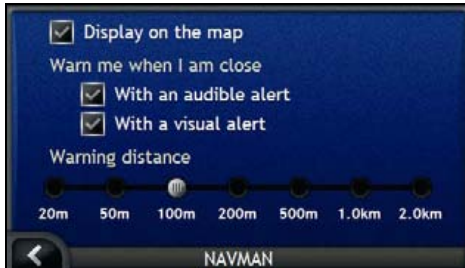 Display on the map
Warn me when I am close
With an audible alert
With a visual alert
Warning distance
20m 50m 100m 200m 500m 1.0km 2.0km
NAVMAN